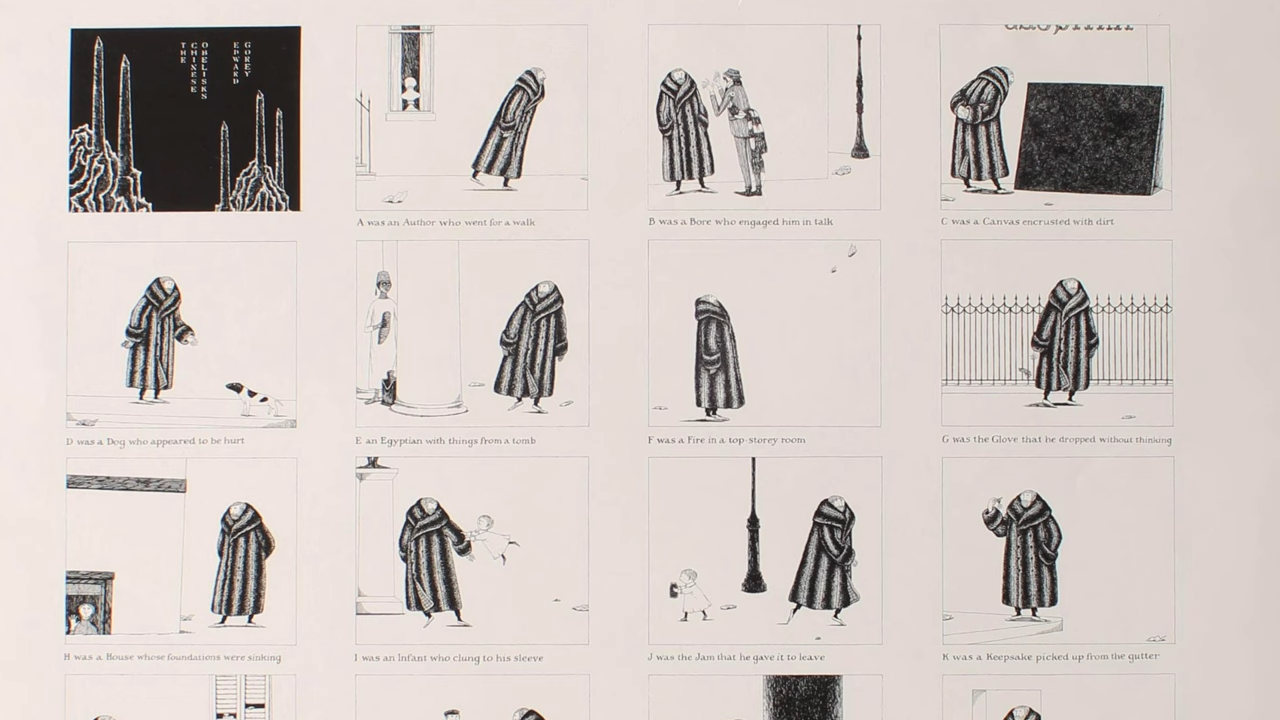 THE
CHINESE
OBELISKS
EDWARD
GOREY
A was an Author who went for a walk
B was a Bore who engaged him in talk
C was a Canvas encrusted with dirt
D was a Dog who appeared to be hurt
E an Egyptian with things from a tomb
F was a Fire in a top-storey room
G was the Glove that he dropped without thinking
H was a House whose foundations were sinking
I was an Infant who clung to his sleeve
J was the Jam that he gave it to leave
K was a Keepsake picked up from the gutter